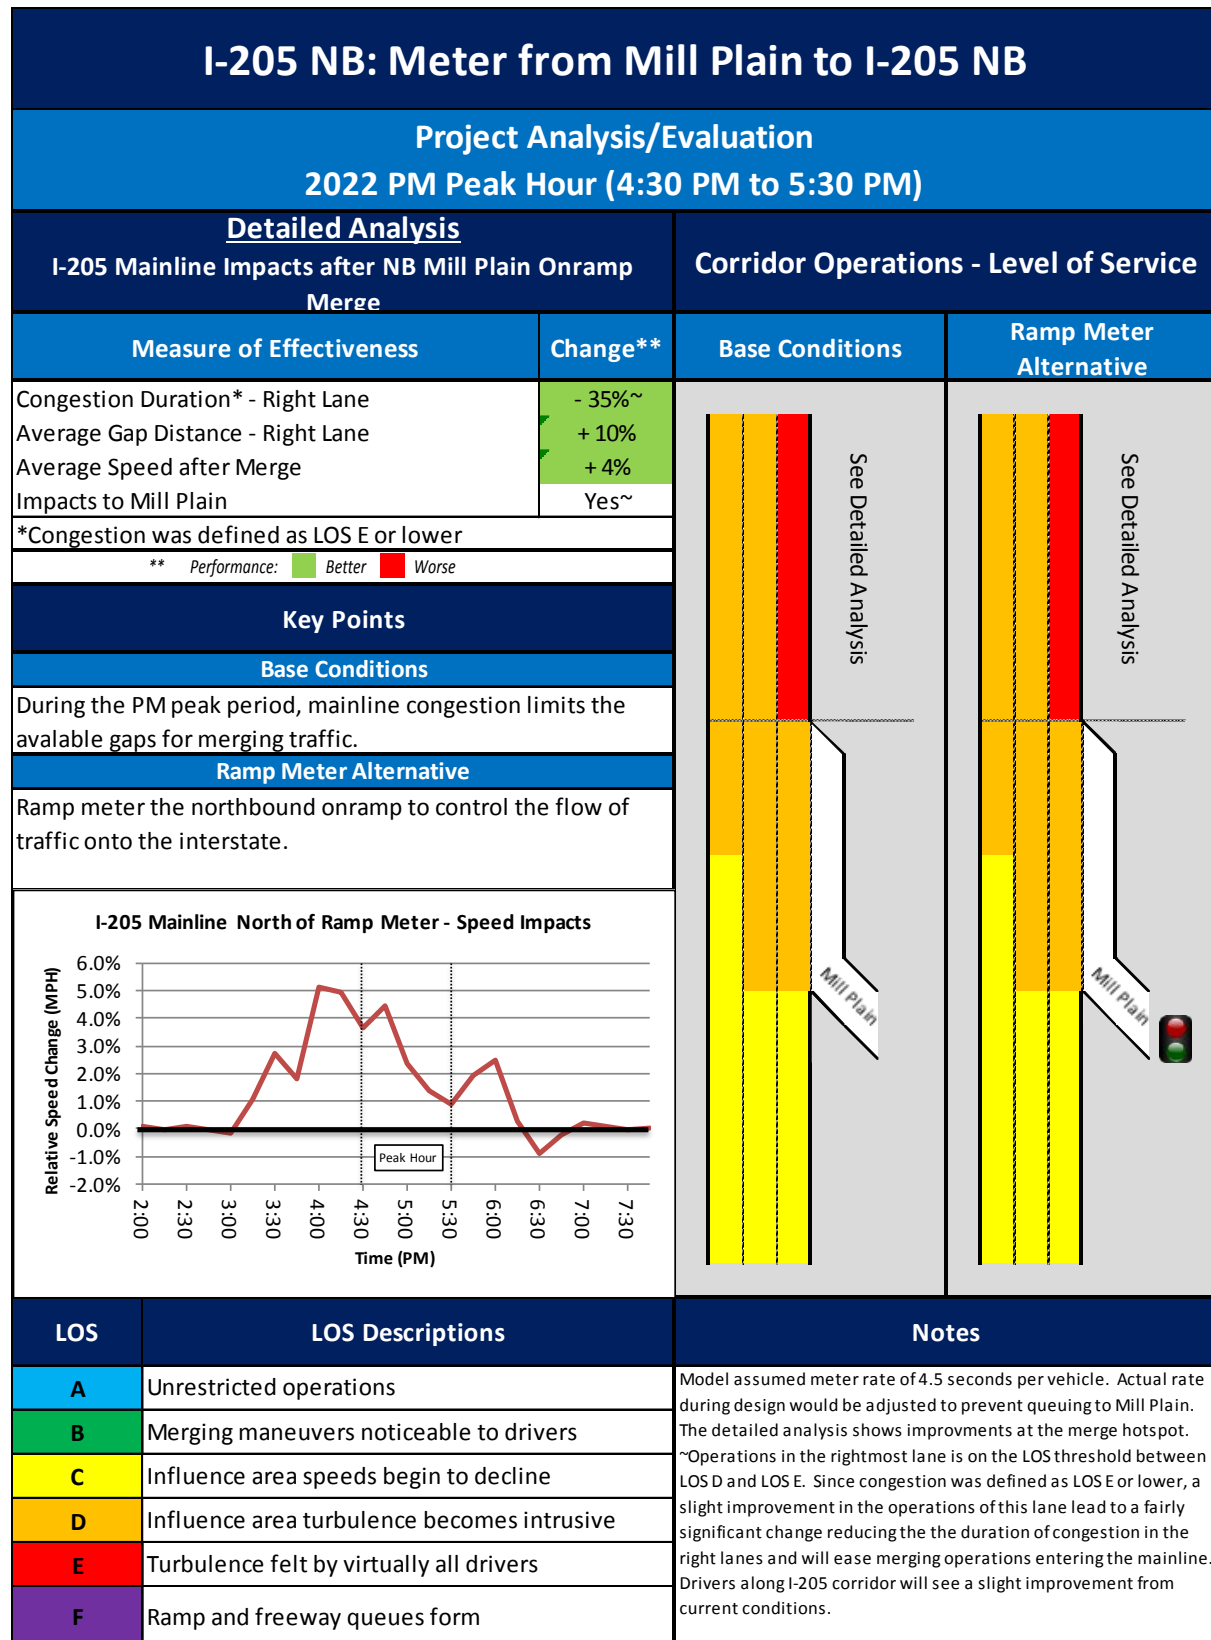 I-205 NB: Meter from Mill Plain to I-205 NB
Project Analysis/Evaluation
2022 PM Peak Hour (4:30 PM to 5:30 PM)
Detailed Analysis
I-205 Mainline Impacts after NB Mill Plain Onramp
Merge
Corridor Operations - Level of Service
Measure of Effectiveness
Change**
Base Conditions
Ramp Meter
Alternative
Congestion Duration* - Right Lane
- 35%~
Average Gap Distance - Right Lane
+ 10%
Average Speed after Merge
+ 4%
Impacts to Mill Plain
Yes~
*Congestion was defined as LOS E or lower
** Performance: Better Worse
Key Points
Base Conditions
During the PM peak period, mainline congestion limits the
avalable gaps for merging traffic.
Ramp Meter Alternative
Ramp meter the northbound onramp to control the flow of
traffic onto the interstate.
I-205 Mainline North of Ramp Meter - Speed Impacts
Relative Speed Change (MPH)
6.0%
5.0%
4.0%
3.0%
2.0%
1.0%
0.0%
-1.0%
-2.0%
Peak Hour
2:00
2:30
3:00
3:30
4:00
4:30
5:00
5:30
6:00
6:30
7:00
7:30
Time (PM)
See Detailed Analysis
Mill Plain
See Detailed Analysis
Mill Plain
LOS
LOS Descriptions
A
Unrestricted operations
B
Merging maneuvers noticeable to drivers
C
Influence area speeds begin to decline
D
Influence area turbulence becomes intrusive
E
Turbulence felt by virtually all drivers
F
Ramp and freeway queues form
Notes
Model assumed meter rate of 4.5 seconds per vehicle. Actual rate
during design would be adjusted to prevent queuing to Mill Plain.
The detailed analysis shows improvments at the merge hotspot.
~Operations in the rightmost lane is on the LOS threshold between
LOS D and LOS E. Since congestion was defined as LOS E or lower, a
slight improvement in the operations of this lane lead to a fairly
significant change reducing the the duration of congestion in the
right lanes and will ease merging operations entering the mainline.
Drivers along I-205 corridor will see a slight improvement from
current conditions.